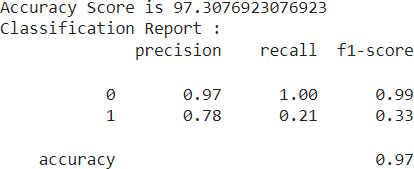 Accuracy Score is 97.3076923076923
Classification Report :
precision recall f1-score
0 0.97 1.00 0.99
1 0.78 0.21 0.33
accuracy 0.97